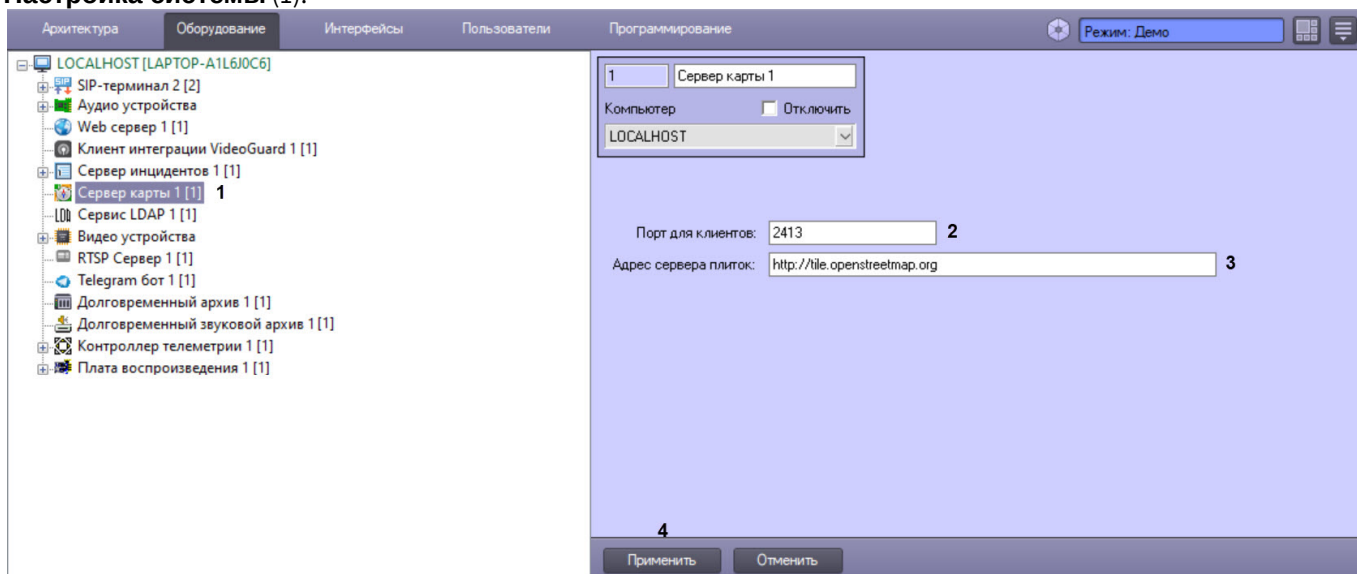 Настройка системы (1).
Архитектура Оборудование Интерфейсы Пользователи Программирование Режим: Демо
LOCALHOST [LAPTOP-A1L6J0C6]
SIP-терминал 2 [2]
Аудио устройства
Web сервер 1 [1]
Клиент интеграции VideoGuard 1 [1]
Сервер инцидентов 1 [1]
Сервер карты 1 [1] 1
Сервис LDAP 1 [1]
Видео устройства
RTSP Сервер 1 [1]
Telegram бот 1 [1]
Долговременный архив 1 [1]
Долговременный звуковой архив 1 [1]
Контроллер телеметрии 1 [1]
Плата воспроизведения 1 [1]
1 Сервер карты 1
Компьютер Отключить
LOCALHOST
Порт для клиентов: 2413 2
Адрес сервера плиток: http://tile.openstreetmap.org 3
4
Применить Отменить